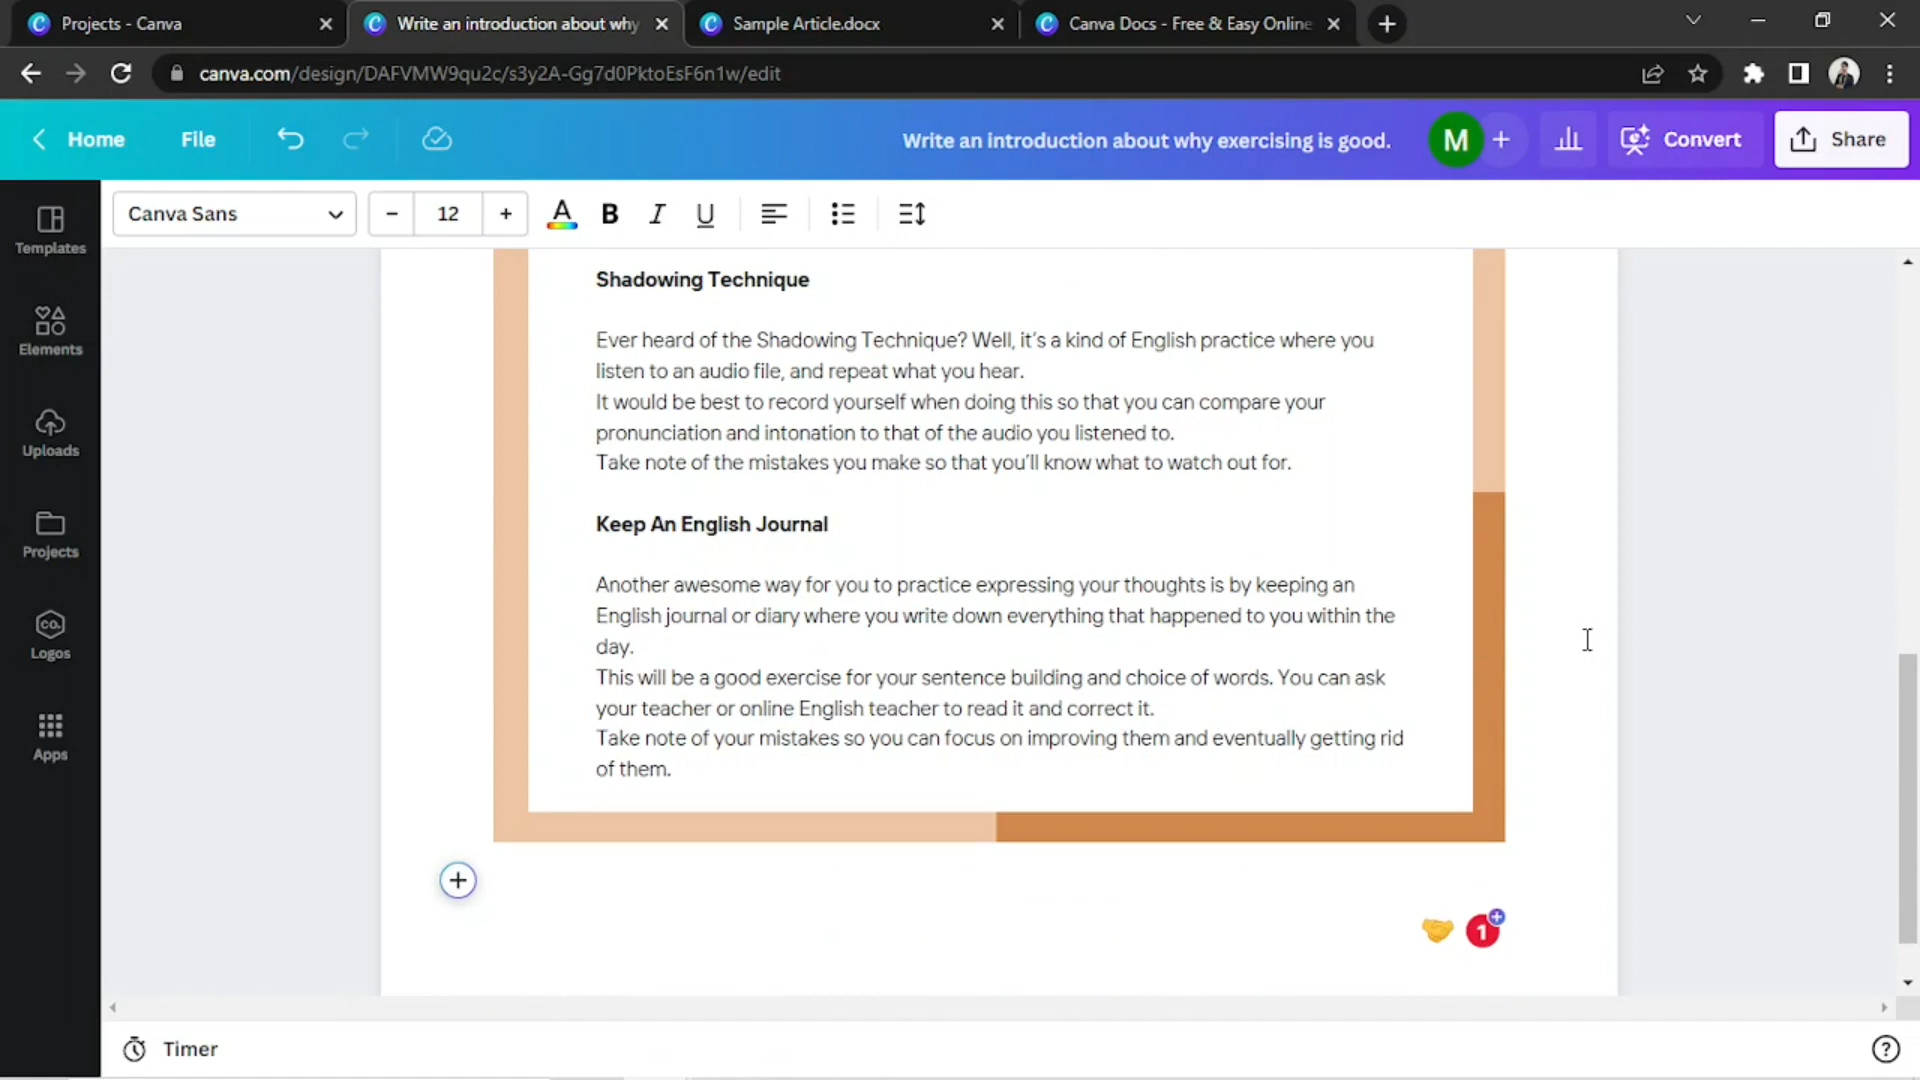 Projects - Canva
Write an introduction about why
Sample Article.docx
Canva Docs - Free & Easy Online
canva.com/design/DAFVMW9qu2c/s3y2A-Gg7d0PktoEsF6n1w/edit
Home
File
Write an introduction about why exercising is good.
M
Convert
Share
Canva Sans
12
A
B
I
U
Templates
Elements
Uploads
Projects
CO.
Logos
Apps
Shadowing Technique
Ever heard of the Shadowing Technique? Well, it's a kind of English practice where you
listen to an audio file, and repeat what you hear.
It would be best to record yourself when doing this so that you can compare your
pronunciation and intonation to that of the audio you listened to.
Take note of the mistakes you make so that you'll know what to watch out for.
Keep An English Journal
Another awesome way for you to practice expressing your thoughts is by keeping an
English journal or diary where you write down everything that happened to you within the
day.
This will be a good exercise for your sentence building and choice of words. You can ask
your teacher or online English teacher to read it and correct it.
Take note of your mistakes so you can focus on improving them and eventually getting rid
of them.
1
Timer